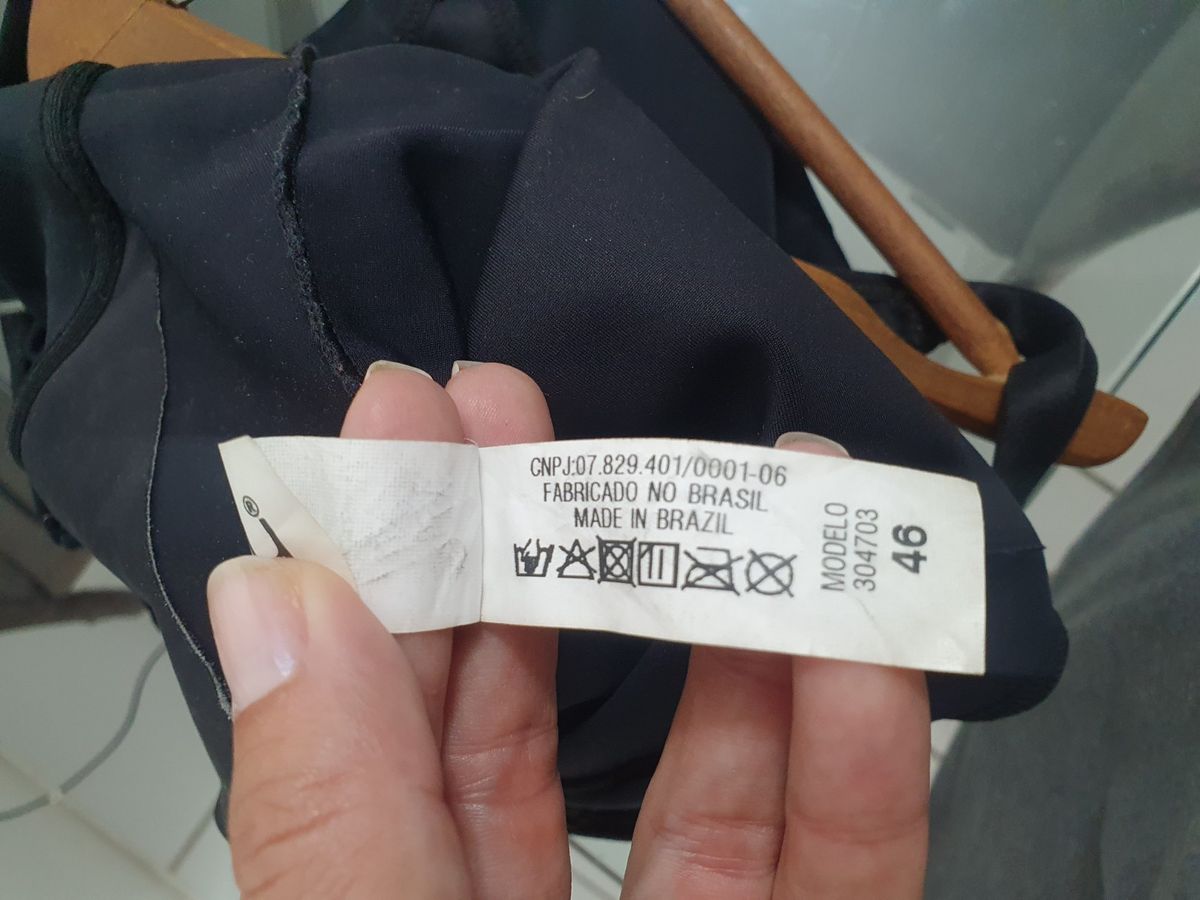 ®
CNPJ:07.829.401/0001-06
FABRICADO NO BRASIL
MADE IN BRAZIL
MODELO
304703
46